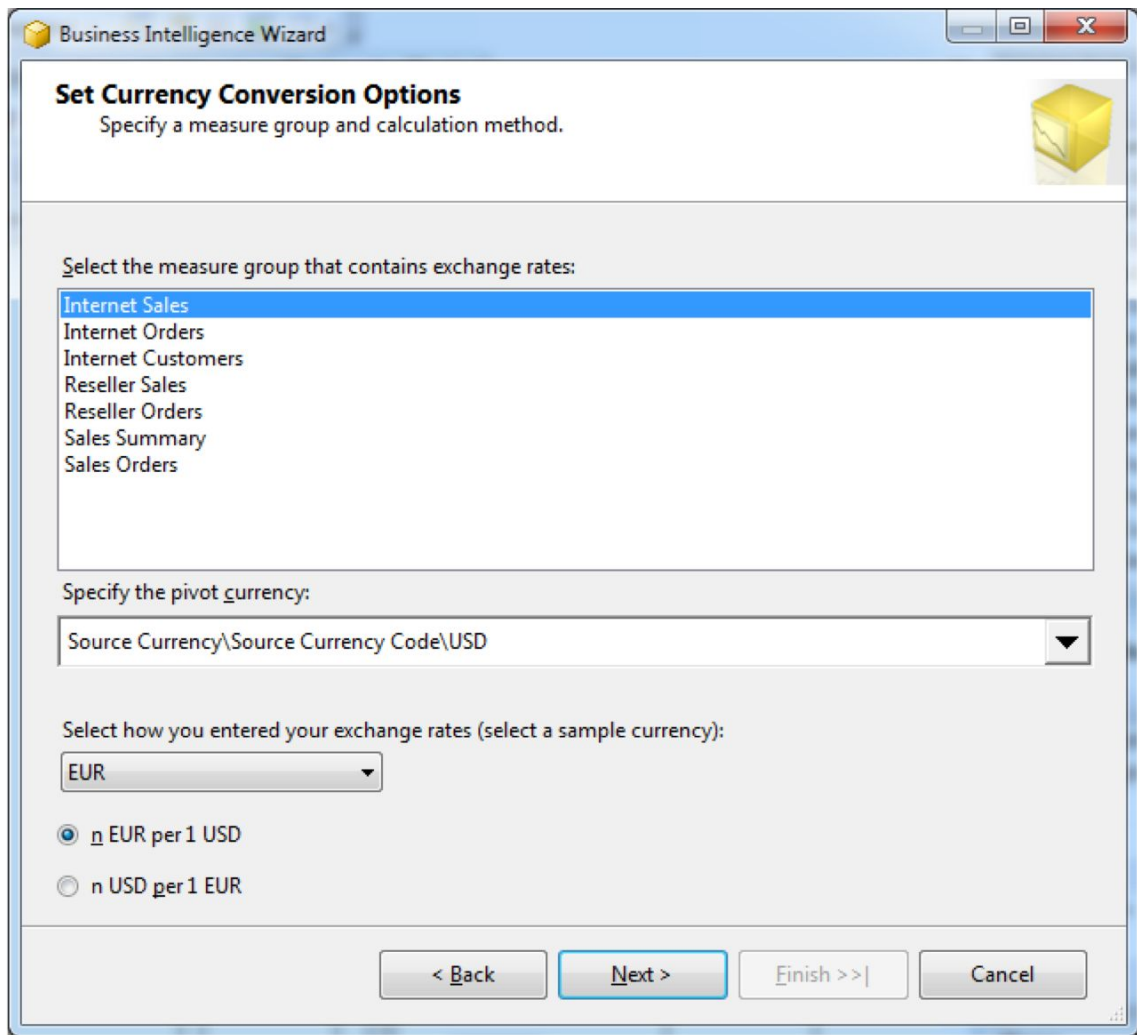 Business Intelligence Wizard
Set Currency Conversion Options
Specify a measure group and calculation method.
Select the measure group that contains exchange rates:
Internet Sales
Internet Orders
Internet Customers
Reseller Sales
Reseller Orders
Sales Summary
Sales Orders
Specify the pivot currency:
Source Currency\Source Currency Code\USD
Select how you entered your exchange rates (select a sample currency):
EUR
n EUR per 1 USD
n USD per 1 EUR
< Back Next > Finish >>| Cancel